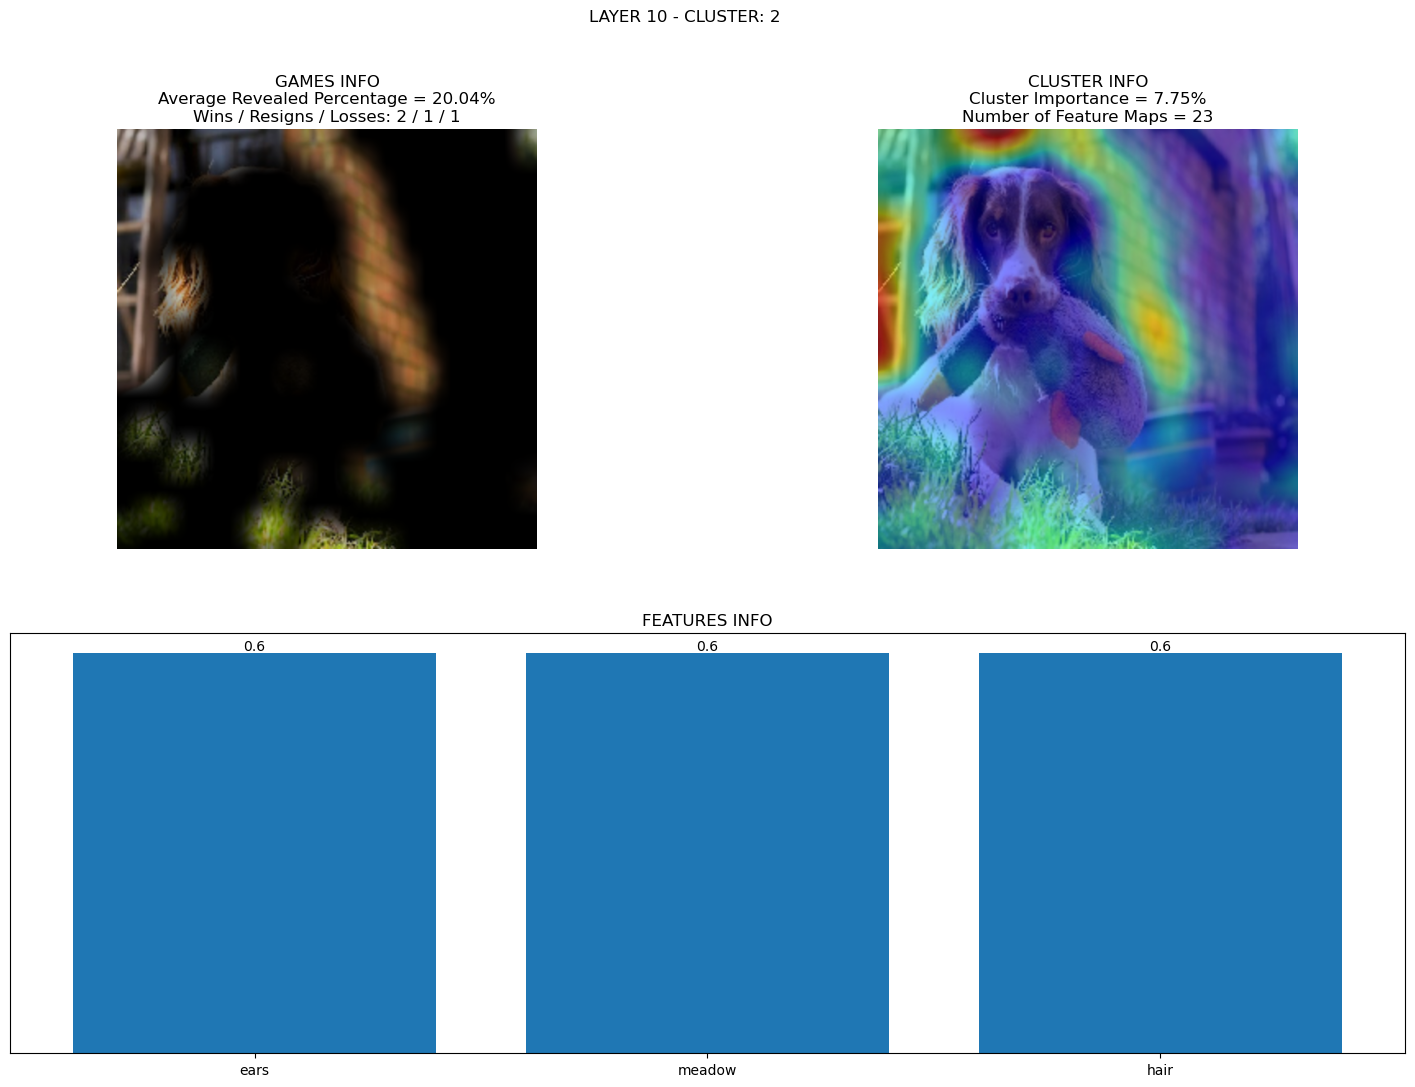 LAYER 10 - CLUSTER: 2
GAMES INFO
Average Revealed Percentage = 20.04%
Wins / Resigns / Losses: 2 / 1 / 1
CLUSTER INFO
Cluster Importance = 7.75%
Number of Feature Maps = 23
FEATURES INFO
0.6
0.6
0.6
ears
meadow
hair